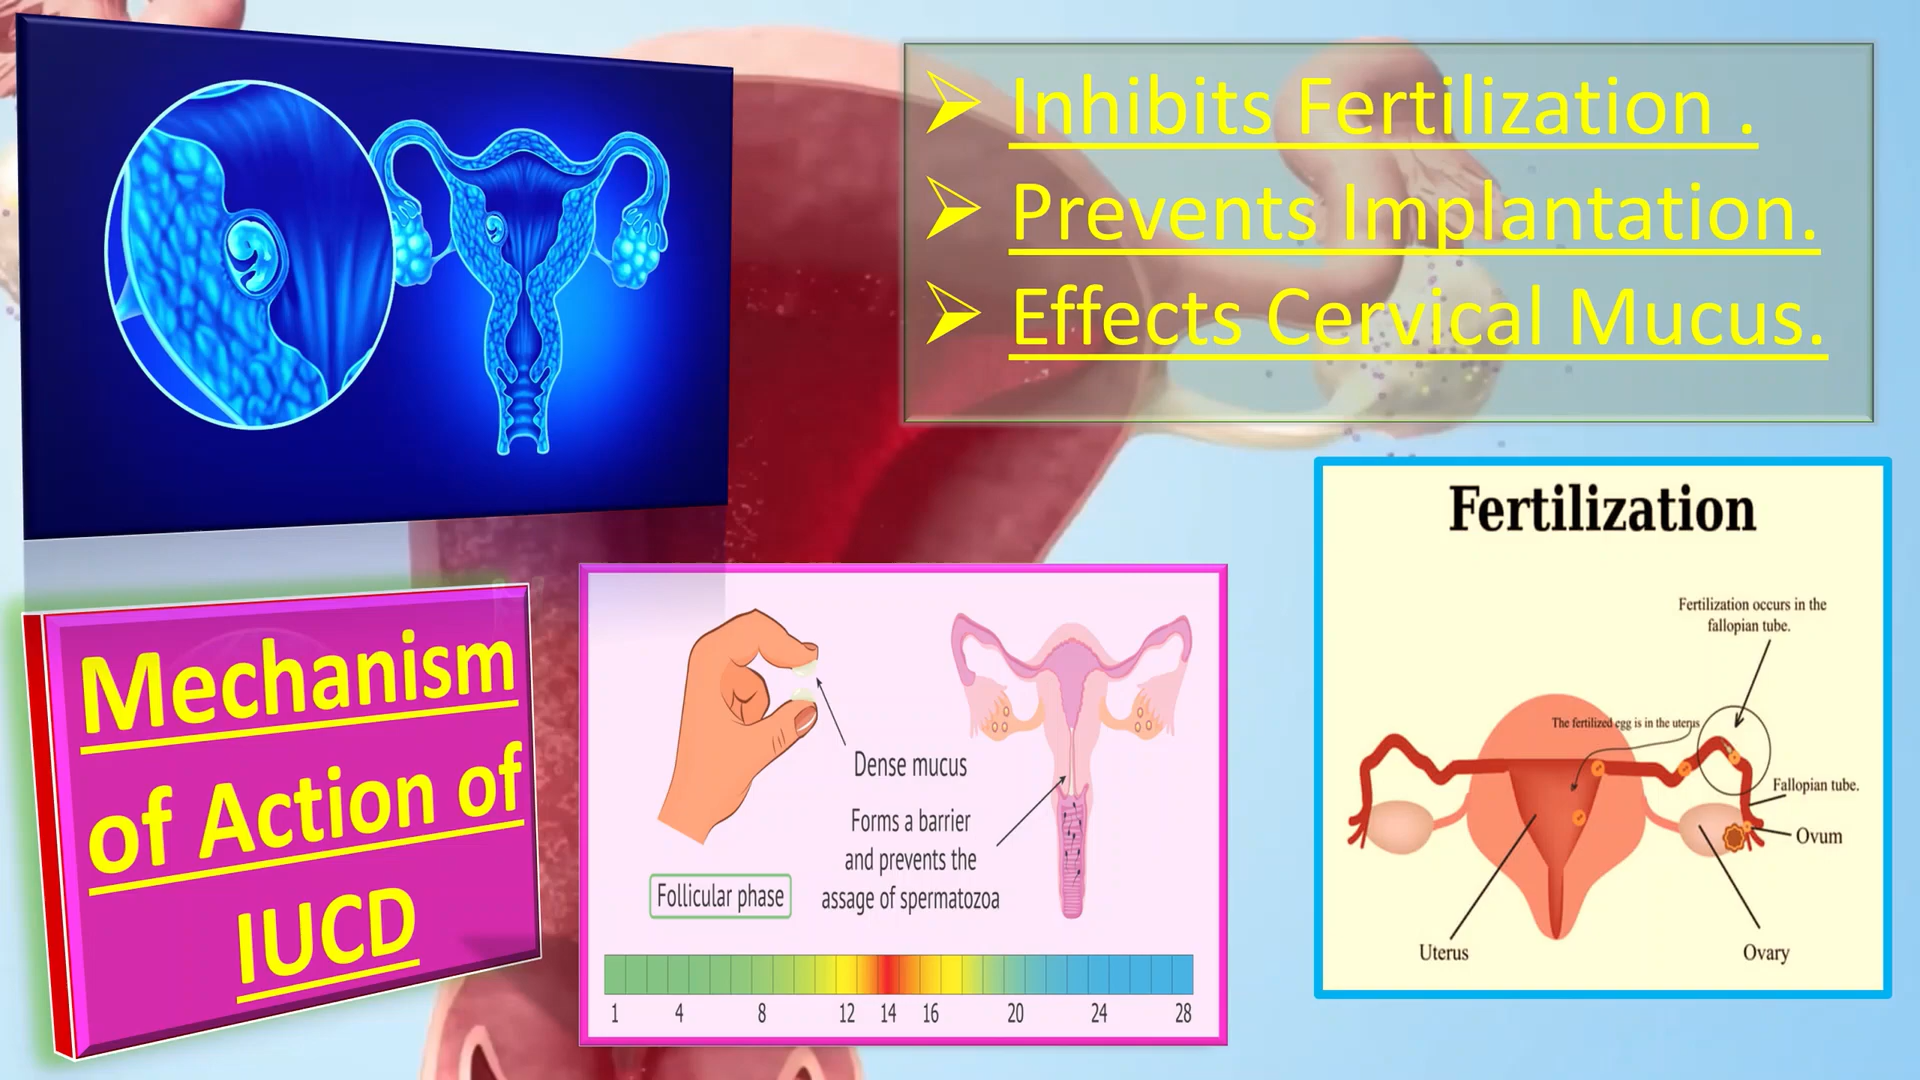 Inhibits Fertilization .
Prevents Implantation.
Effects Cervical Mucus.
Mechanism
of Action of
IUCD
Dense mucus
Forms a barrier
and prevents the
assage of spermatozoa
Follicular phase
1 4 8 12 14 16 20 24 28
Fertilization
Fertilization occurs in the
fallopian tube.
The fertilized egg is in the uterus
Fallopian tube.
Ovum
Uterus
Ovary